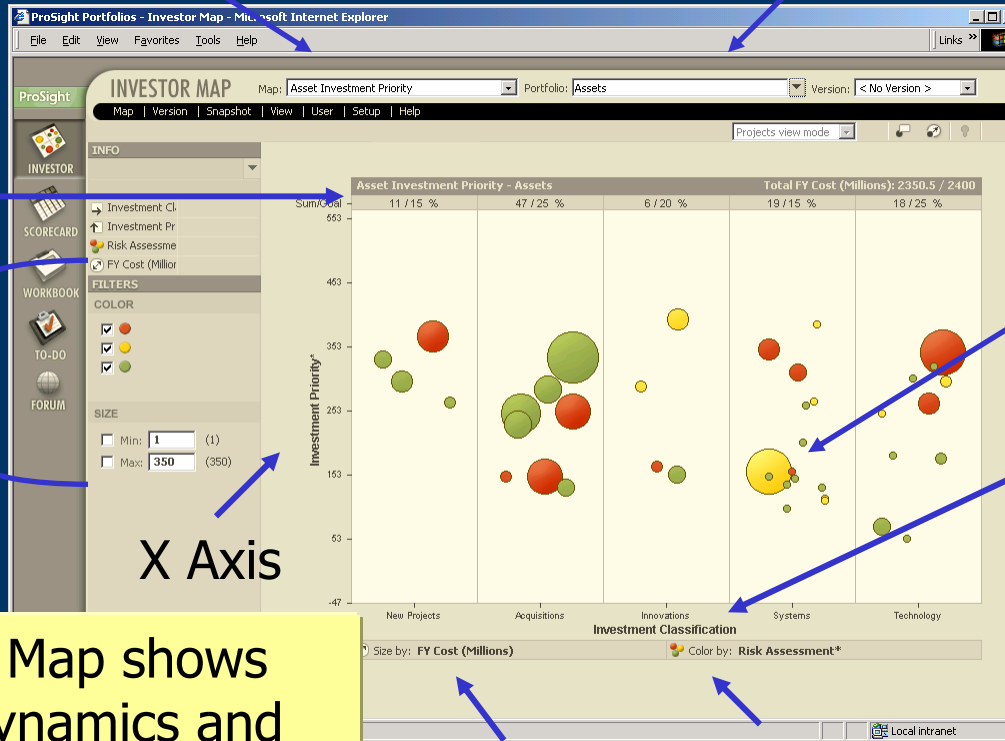 ProSight Portfolios - Investor Map - Microsoft Internet Explorer
File Edit View Favorites Tools Help
Links »
ProSight
INVESTOR MAP
Map: Asset Investment Priority
Portfolio: Assets
Version: < No Version >
Map | Version | Snapshot | View | User | Setup | Help
Projects view mode
INVESTOR
SCORECARD
WORKBOOK
TO-DO
FORUM
INFO
Investment Cl
Investment Pr
Risk Assessme
FY Cost (Million
FILTERS
COLOR
SIZE
Min: 1 (1)
Max: 350 (350)
Asset Investment Priority - Assets
Total FY Cost (Millions): 2350.5 / 2400
Sum/Goal 11 / 15 % 47 / 25 % 6 / 20 % 19 / 15 % 18 / 25 %
553
453
353
253
153
53
-47
Investment Priority*
New Projects Acquisitions Innovations Systems Technology
Investment Classification
Size by: FY Cost (Millions)
Color by: Risk Assessment*
X Axis
Map shows
ynamics and
Local intranet